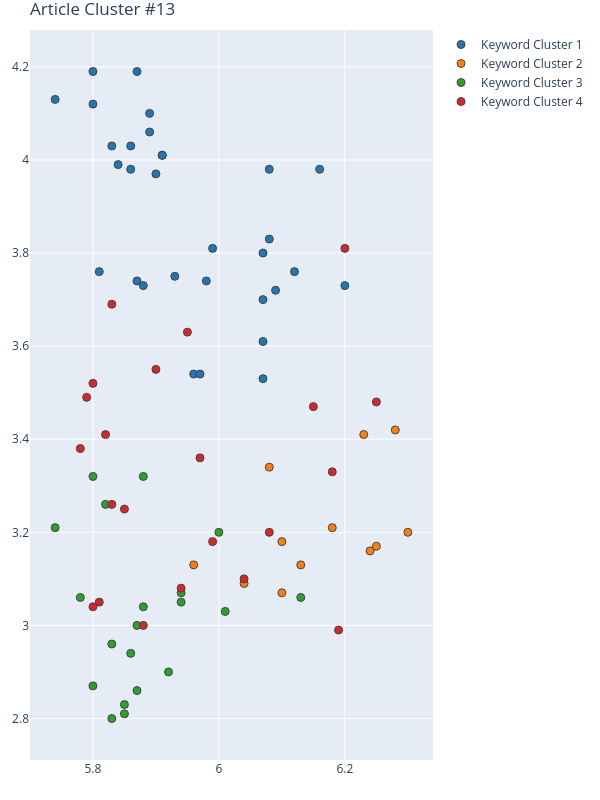 Article Cluster #13
Keyword Cluster 1
Keyword Cluster 2
Keyword Cluster 3
Keyword Cluster 4
4.2
4
3.8
3.6
3.4
3.2
3
2.8
5.8
6
6.2